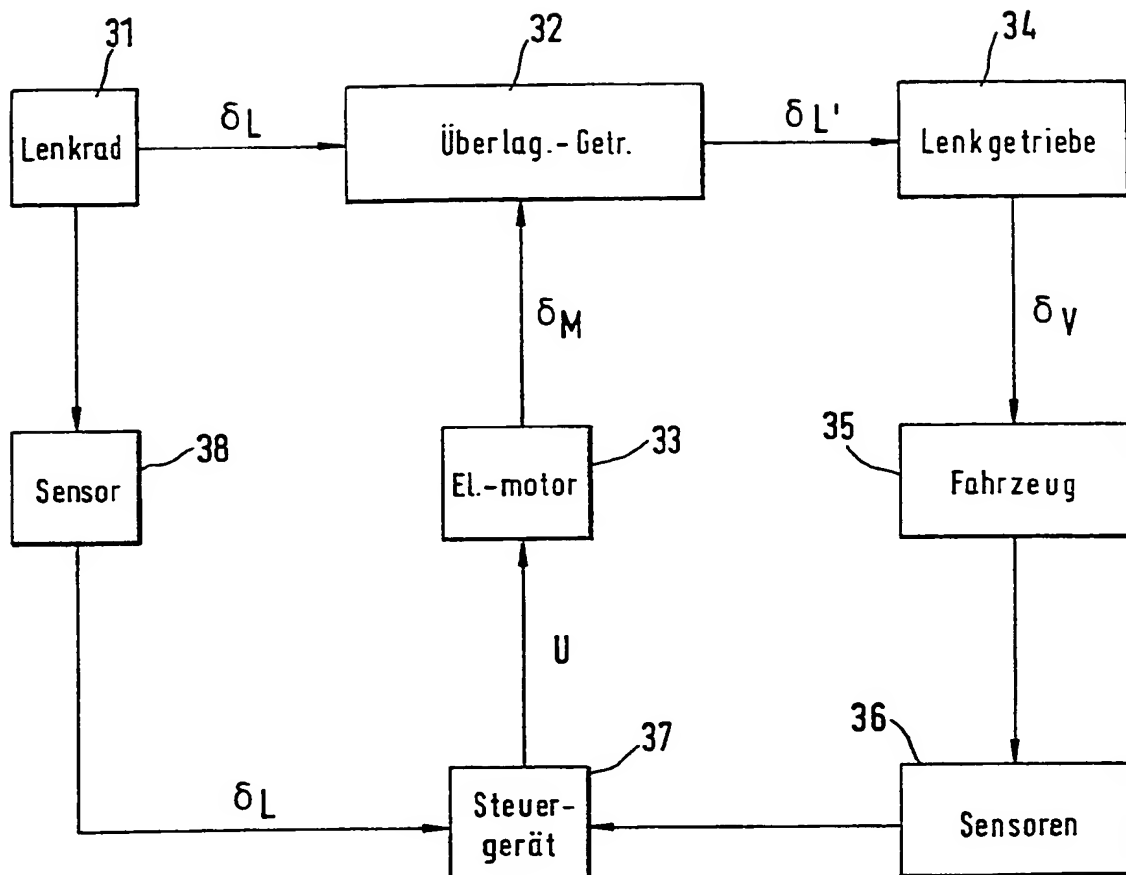 31
32
34
Lenkrad
δL
Überlag.-Getr.
δL'
Lenkgetriebe
δM
δV
38
Sensor
33
El.-motor
35
Fahrzeug
U
37
36
δL
Steuer-
gerät
Sensoren